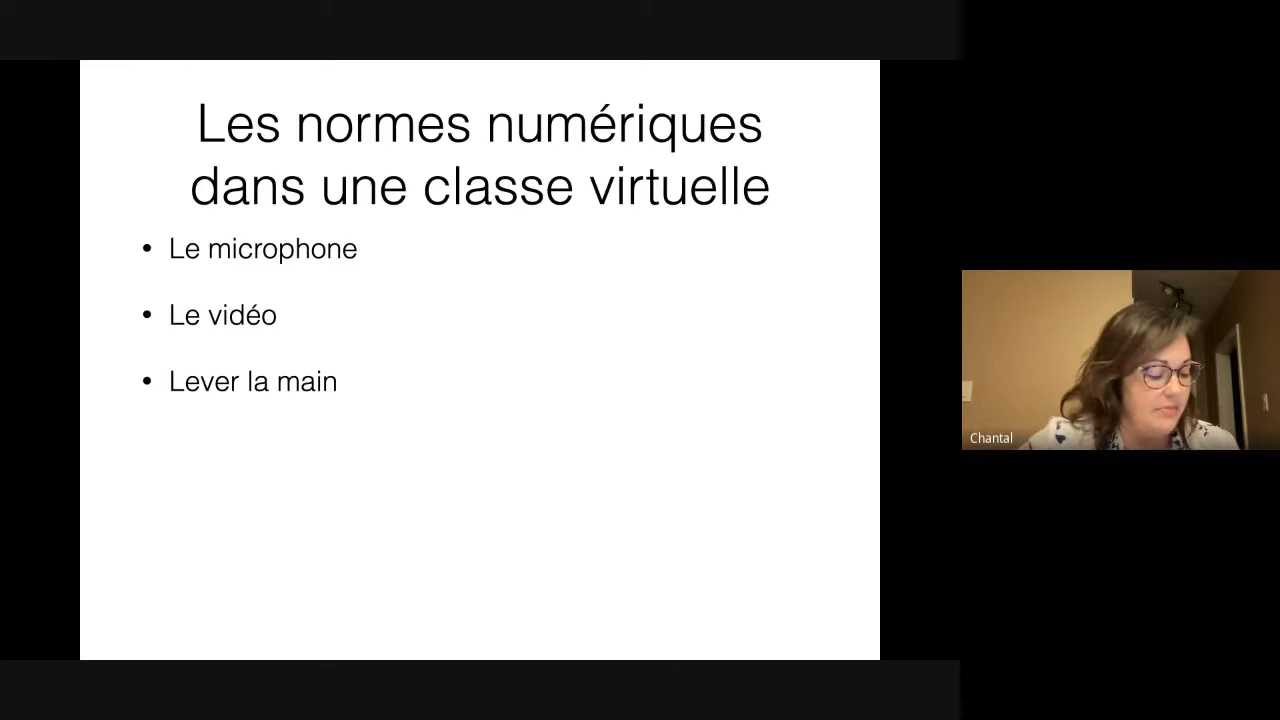 Les normes numériques
dans une classe virtuelle
• Le microphone
• Le vidéo
• Lever la main
Chantal